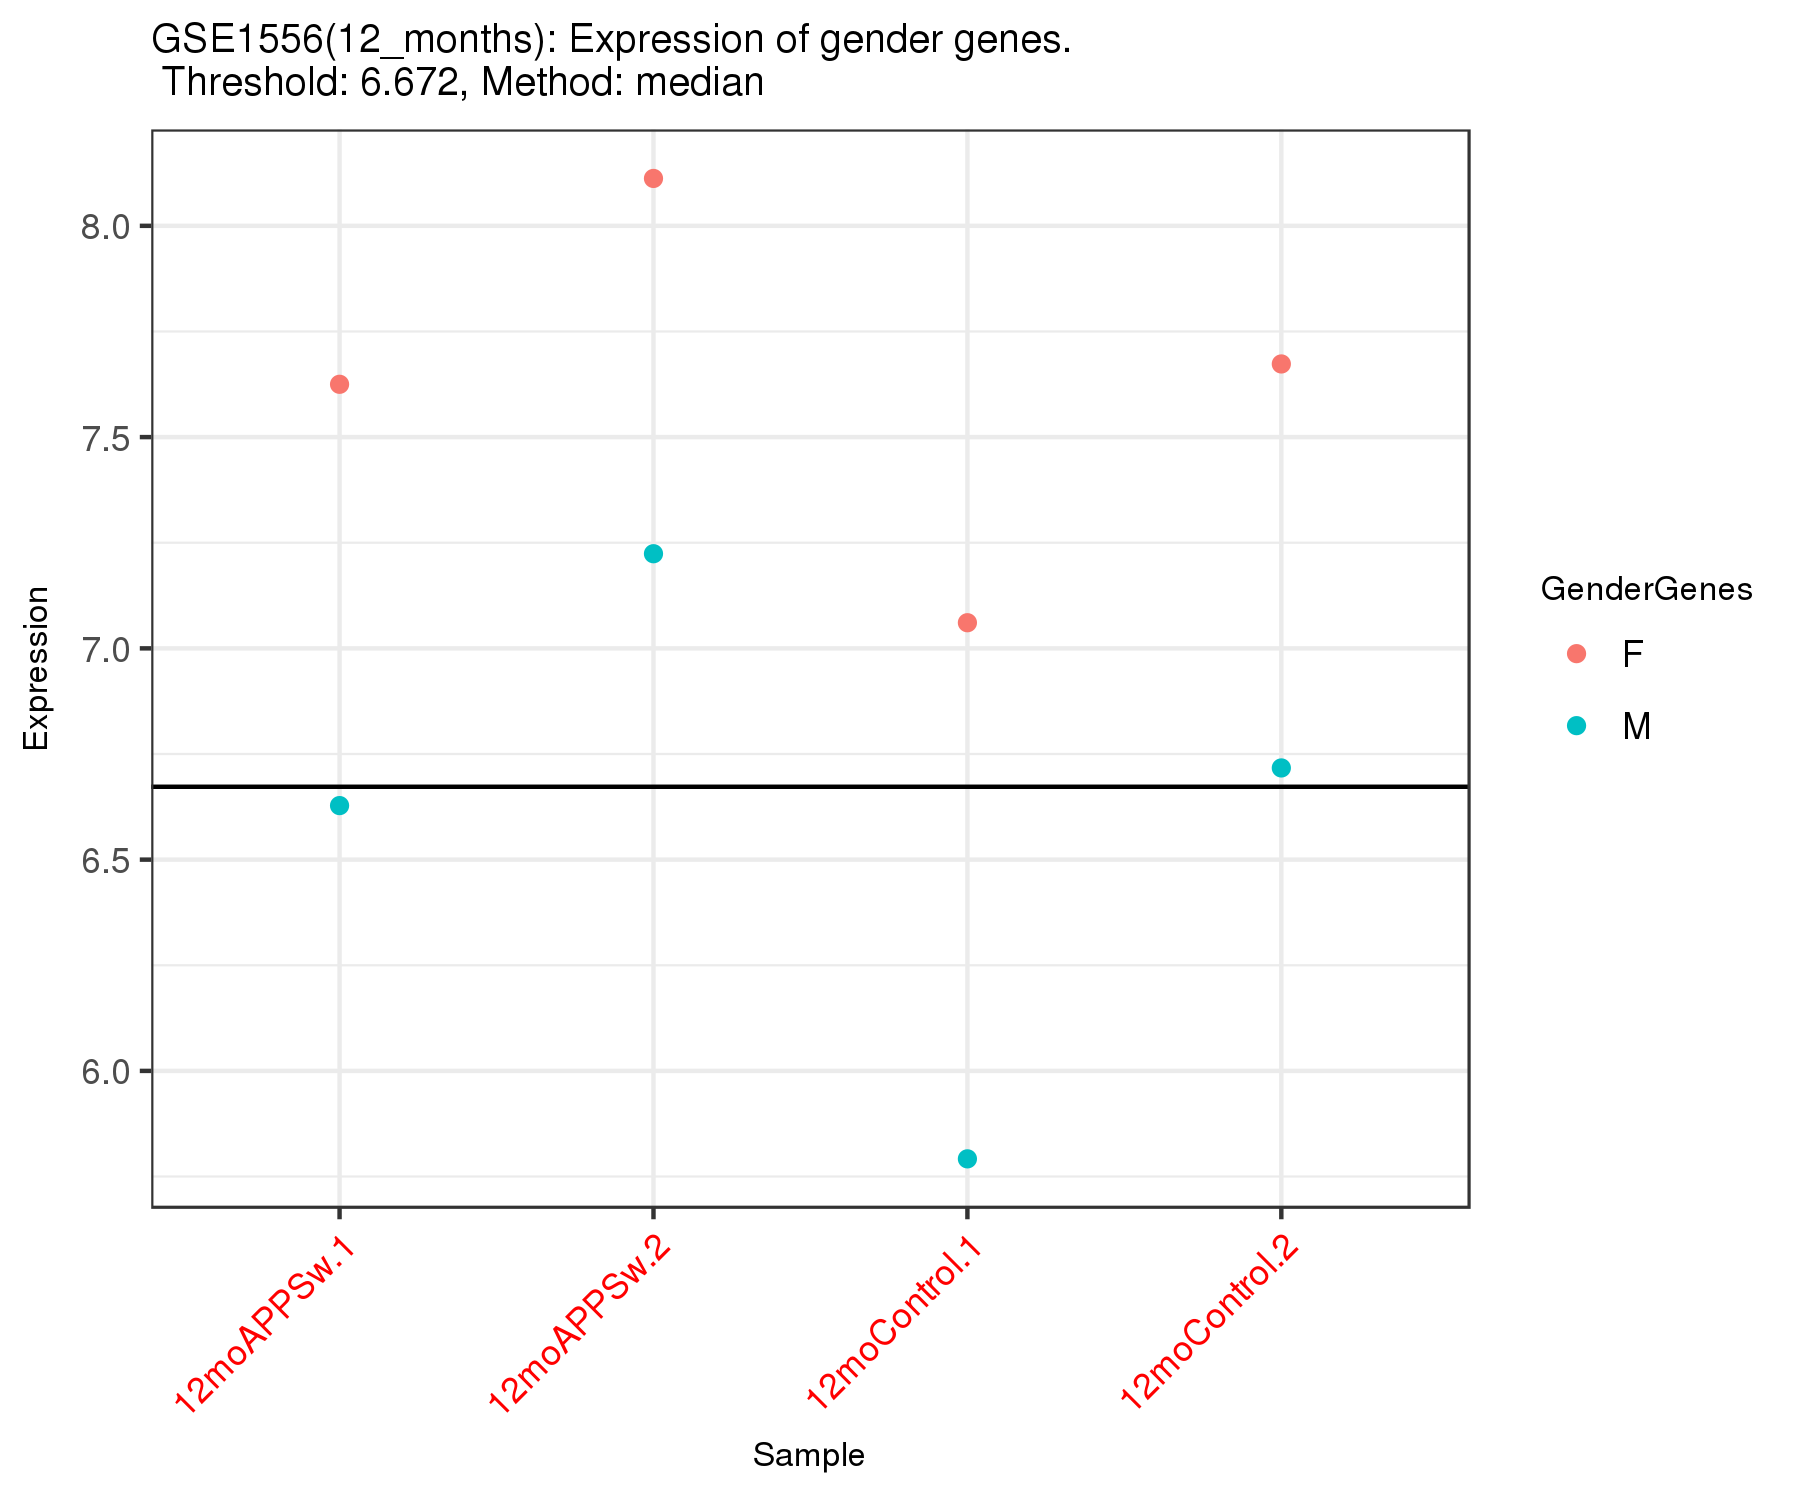 GSE1556(12_months): Expression of gender genes.
Threshold: 6.672, Method: median
8.0
7.5
7.0
6.5
6.0
Expression
12moAPPSw.1
12moAPPSw.2
12moControl.1
12moControl.2
Sample
GenderGenes
F
M